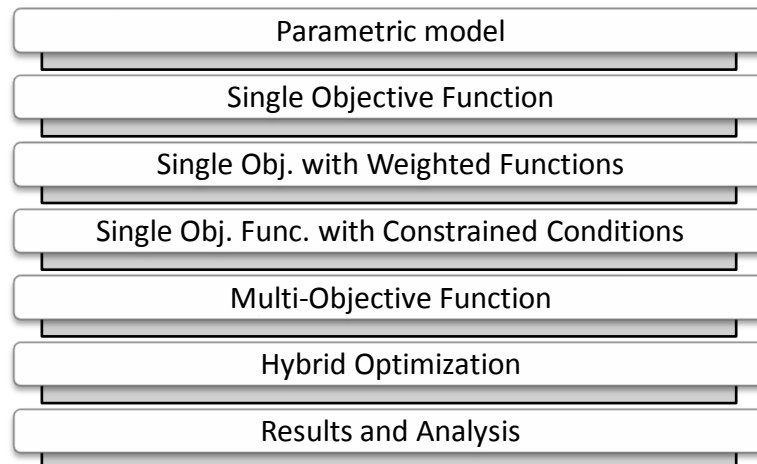 Parametric model
Single Objective Function
Single Obj. with Weighted Functions
Single Obj. Func. with Constrained Conditions
Multi-Objective Function
Hybrid Optimization
Results and Analysis